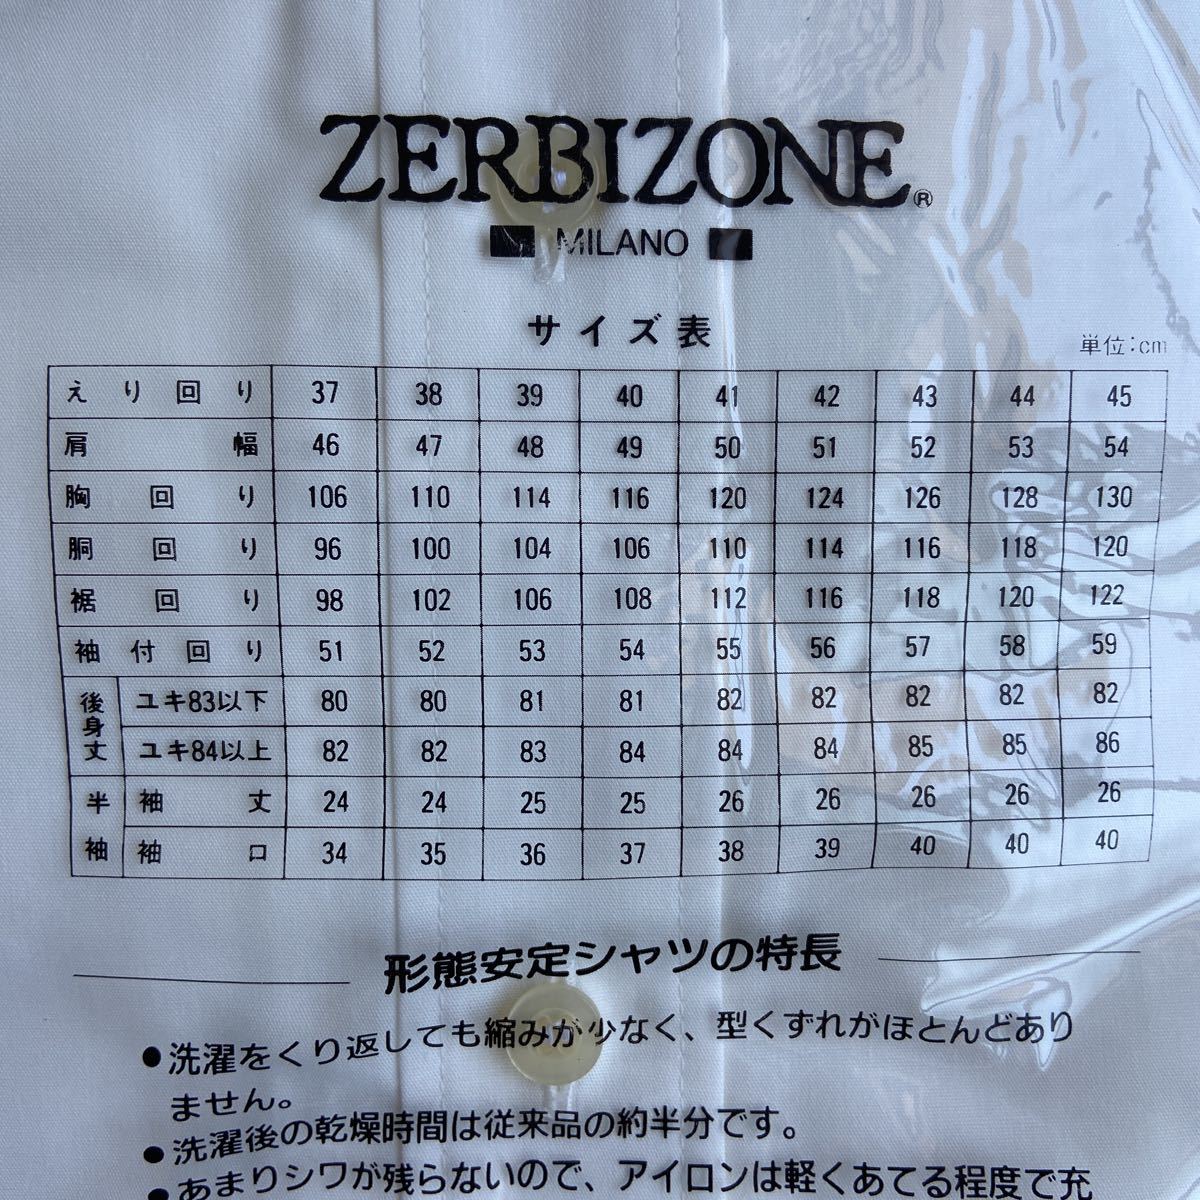 ZERBIZONE®
MILANO
サイズ表
単位:cm
えり回り 37 38 39 40 41 42 43 44 45
肩幅 46 47 48 49 50 51 52 53 54
胸回り 106 110 114 116 120 124 126 128 130
胴回り 96 100 104 106 110 114 116 118 120
裾回り 98 102 106 108 112 116 118 120 122
袖付回り 51 52 53 54 55 56 57 58 59
後身丈 ユキ83以下 80 80 81 81 82 82 82 82 82
ユキ84以上 82 82 83 84 84 84 85 85 86
半袖 袖丈 24 24 25 25 26 26 26 26 26
袖口 34 35 36 37 38 39 40 40 40
形態安定シャツの特長
●洗濯をくり返しても縮みが少なく、型くずれがほとんどあり
ません。
●洗濯後の乾燥時間は従来品の約半分です。
●あまりシワが残らないので、アイロンは軽くあてる程度で充